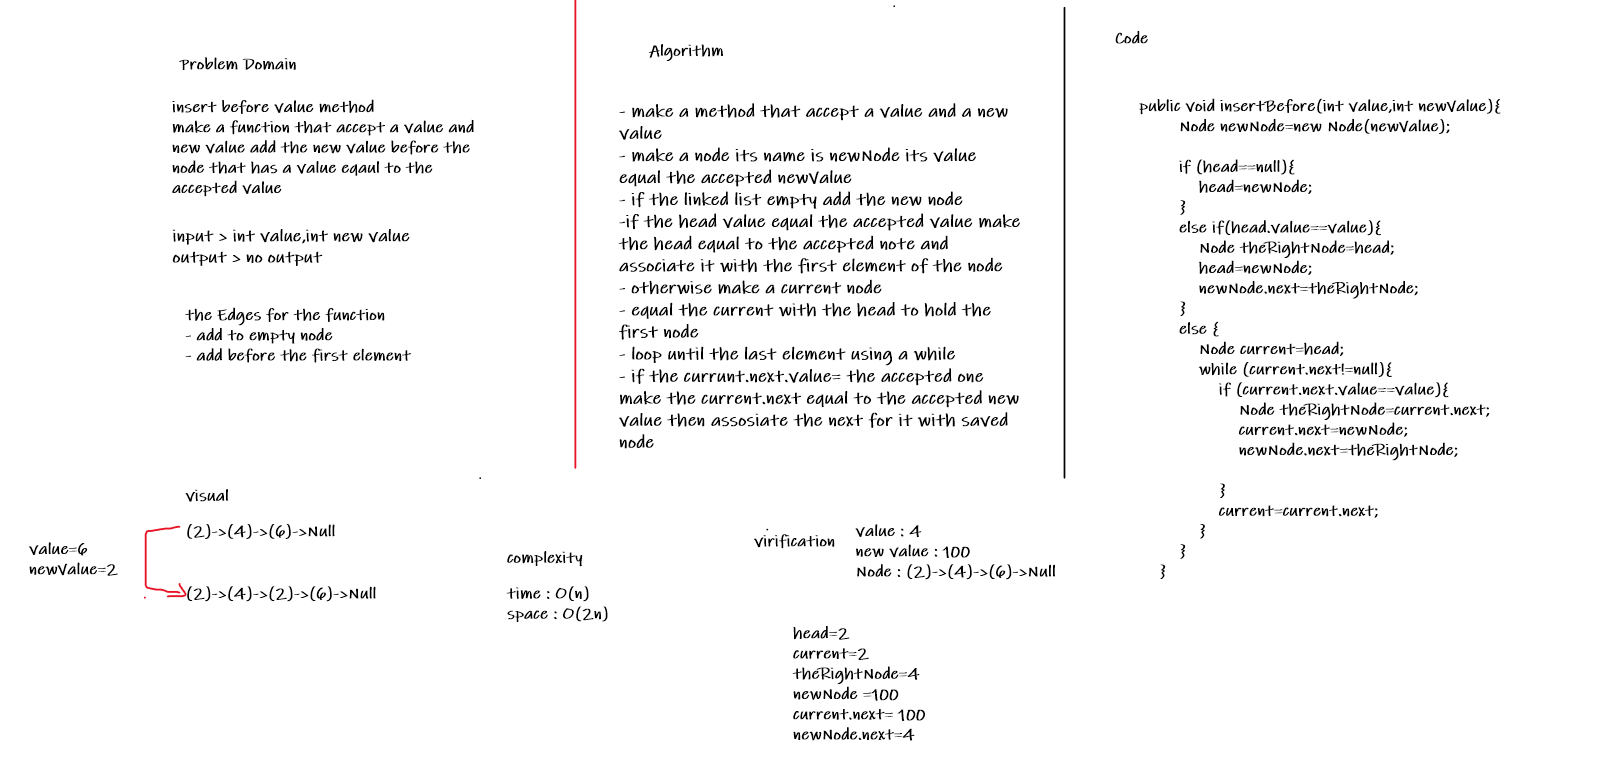 Problem Domain
insert before value method
make a function that accept a value and
new value add the new value before the
node that has a value eqaul to the
accepted value
input > int value,int new value
output > no output
the Edges for the function
- add to empty node
- add before the first element
Algorithm
- make a method that accept a value and a new
value
- make a node its name is newNode its value
equal the accepted newValue
- if the linked list empty add the new node
-if the head value equal the accepted value make
the head equal to the accepted note and
associate it with the first element of the node
- otherwise make a current node
- equal the current with the head to hold the
first node
- loop until the last element using a while
- if the currunt.next.value= the accepted one
make the current.next equal to the accepted new
value then assosiate the next for it with saved
node
Code
public void insertBefore(int value,int newValue){
Node newNode=new Node(newValue);
if (head==null){
head=newNode;
}
else if(head.value==value){
Node theRightNode=head;
head=newNode;
newNode.next=theRightNode;
}
else {
Node current=head;
while (current.next!=null){
if (current.next.value==value){
Node theRightNode=current.next;
current.next=newNode;
newNode.next=theRightNode;
}
current=current.next;
}
}
}
visual
(2)->(4)->(6)->Null
value=6
newValue=2
(2)->(4)->(2)->(6)->Null
complexity
time : O(n)
space : O(2n)
virification
value : 4
new value : 100
Node : (2)->(4)->(6)->Null
head=2
current=2
theRightNode=4
newNode =100
current.next= 100
newNode.next=4